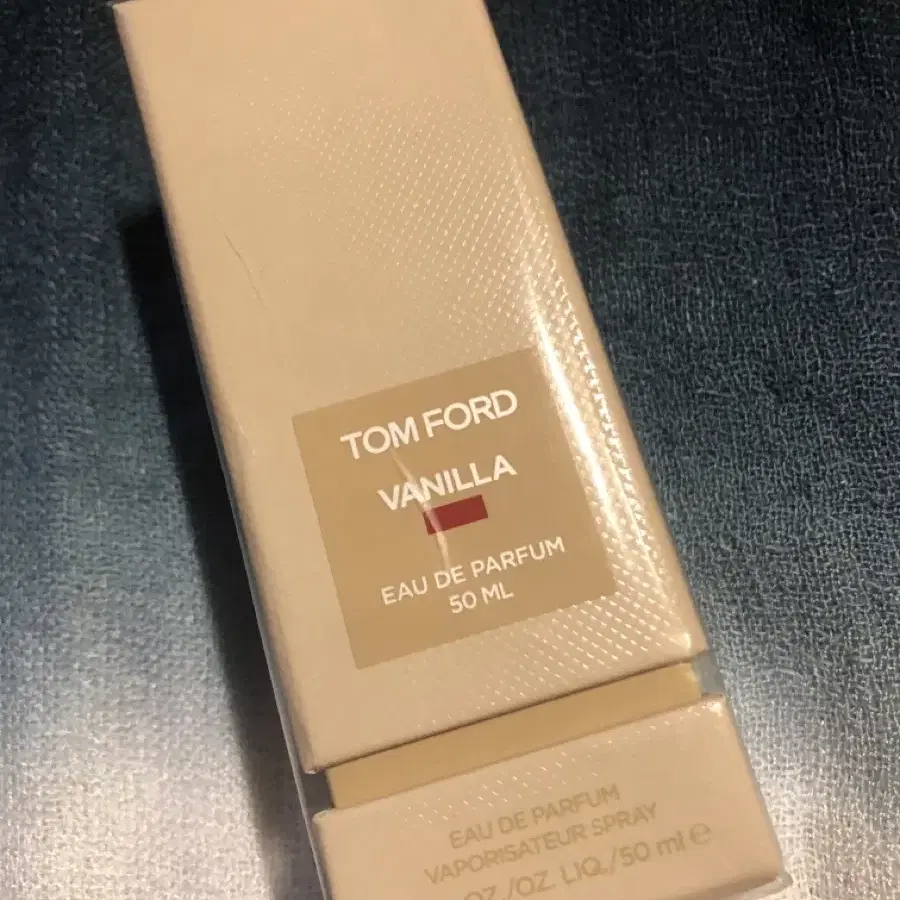 TOM FORD
VANILLA
EAU DE PARFUM
50 ML
EAU DE PARFUM
VAPORISATEUR SPRAY
OZ./OZ. LIQ./50 ml ℮